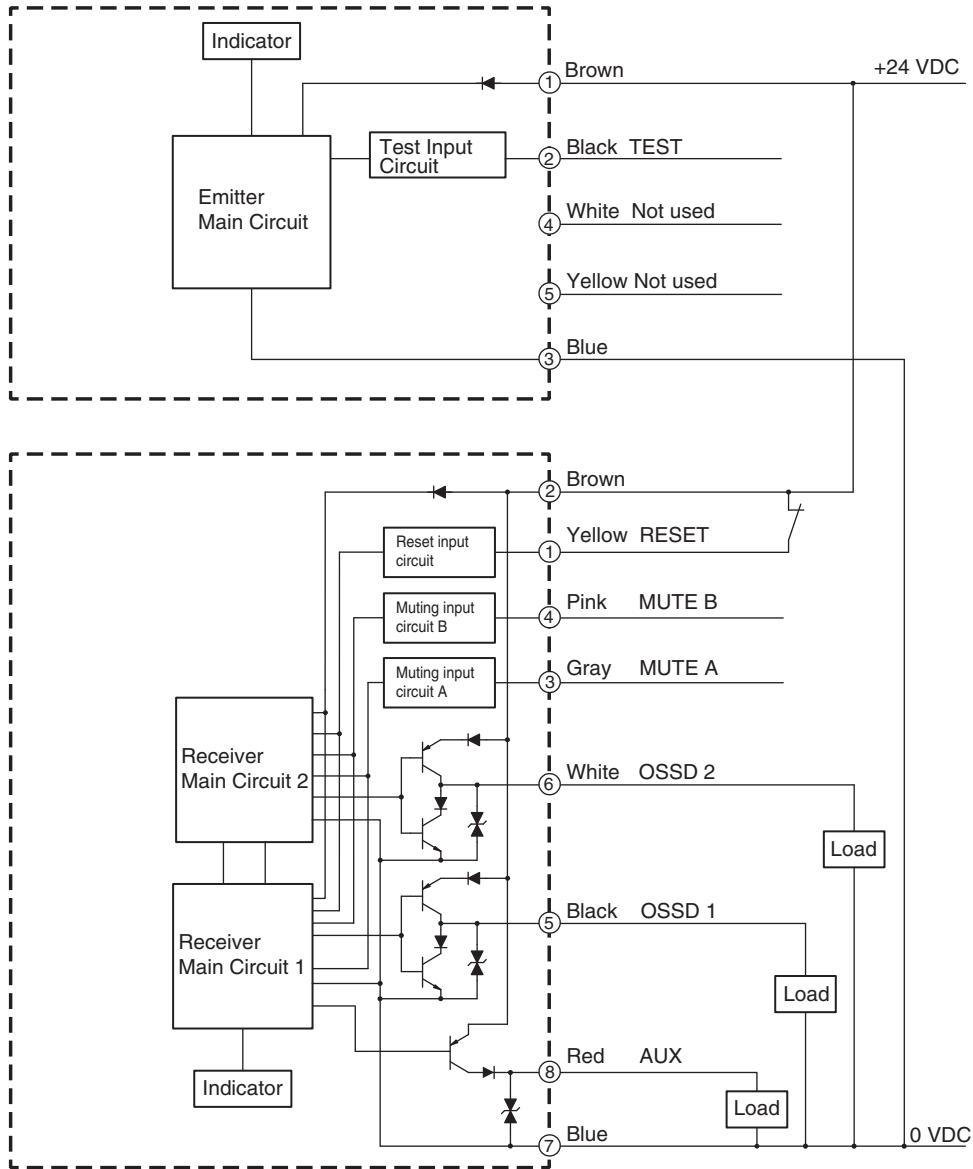 Indicator
Brown
+24 VDC
1
Test Input
Circuit
Black TEST
2
Emitter
Main Circuit
White Not used
4
Yellow Not used
5
Blue
3
Brown
2
Reset input
circuit
Yellow RESET
1
Muting input
circuit B
Pink MUTE B
4
Muting input
circuit A
Gray MUTE A
3
Receiver
Main Circuit 2
White OSSD 2
6
Load
Receiver
Main Circuit 1
Black OSSD 1
5
Load
Indicator
Red AUX
8
Load
Blue
7
0 VDC